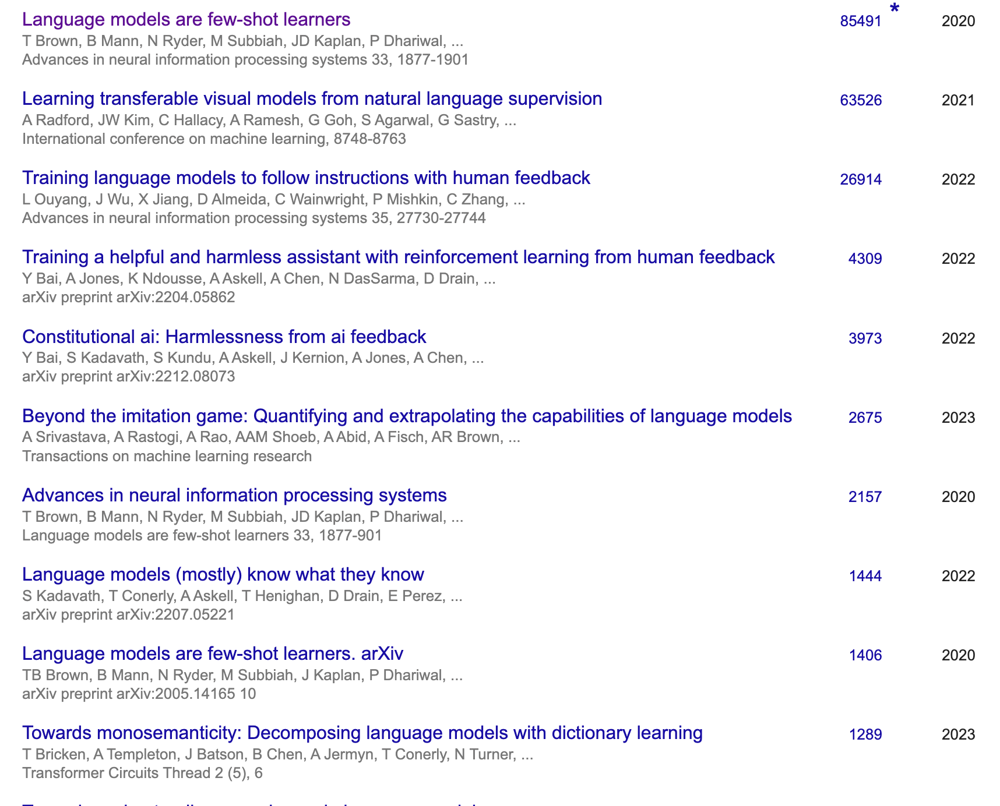 Language models are few-shot learners 85491 * 2020
T Brown, B Mann, N Ryder, M Subbiah, JD Kaplan, P Dhariwal, ...
Advances in neural information processing systems 33, 1877-1901
Learning transferable visual models from natural language supervision 63526 2021
A Radford, JW Kim, C Hallacy, A Ramesh, G Goh, S Agarwal, G Sastry, ...
International conference on machine learning, 8748-8763
Training language models to follow instructions with human feedback 26914 2022
L Ouyang, J Wu, X Jiang, D Almeida, C Wainwright, P Mishkin, C Zhang, ...
Advances in neural information processing systems 35, 27730-27744
Training a helpful and harmless assistant with reinforcement learning from human feedback 4309 2022
Y Bai, A Jones, K Ndousse, A Askell, A Chen, N DasSarma, D Drain, ...
arXiv preprint arXiv:2204.05862
Constitutional ai: Harmlessness from ai feedback 3973 2022
Y Bai, S Kadavath, S Kundu, A Askell, J Kernion, A Jones, A Chen, ...
arXiv preprint arXiv:2212.08073
Beyond the imitation game: Quantifying and extrapolating the capabilities of language models 2675 2023
A Srivastava, A Rastogi, A Rao, AAM Shoeb, A Abid, A Fisch, AR Brown, ...
Transactions on machine learning research
Advances in neural information processing systems 2157 2020
T Brown, B Mann, N Ryder, M Subbiah, JD Kaplan, P Dhariwal, ...
Language models are few-shot learners 33, 1877-901
Language models (mostly) know what they know 1444 2022
S Kadavath, T Conerly, A Askell, T Henighan, D Drain, E Perez, ...
arXiv preprint arXiv:2207.05221
Language models are few-shot learners. arXiv 1406 2020
TB Brown, B Mann, N Ryder, M Subbiah, J Kaplan, P Dhariwal, ...
arXiv preprint arXiv:2005.14165 10
Towards monosemanticity: Decomposing language models with dictionary learning 1289 2023
T Bricken, A Templeton, J Batson, B Chen, A Jermyn, T Conerly, N Turner, ...
Transformer Circuits Thread 2 (5), 6